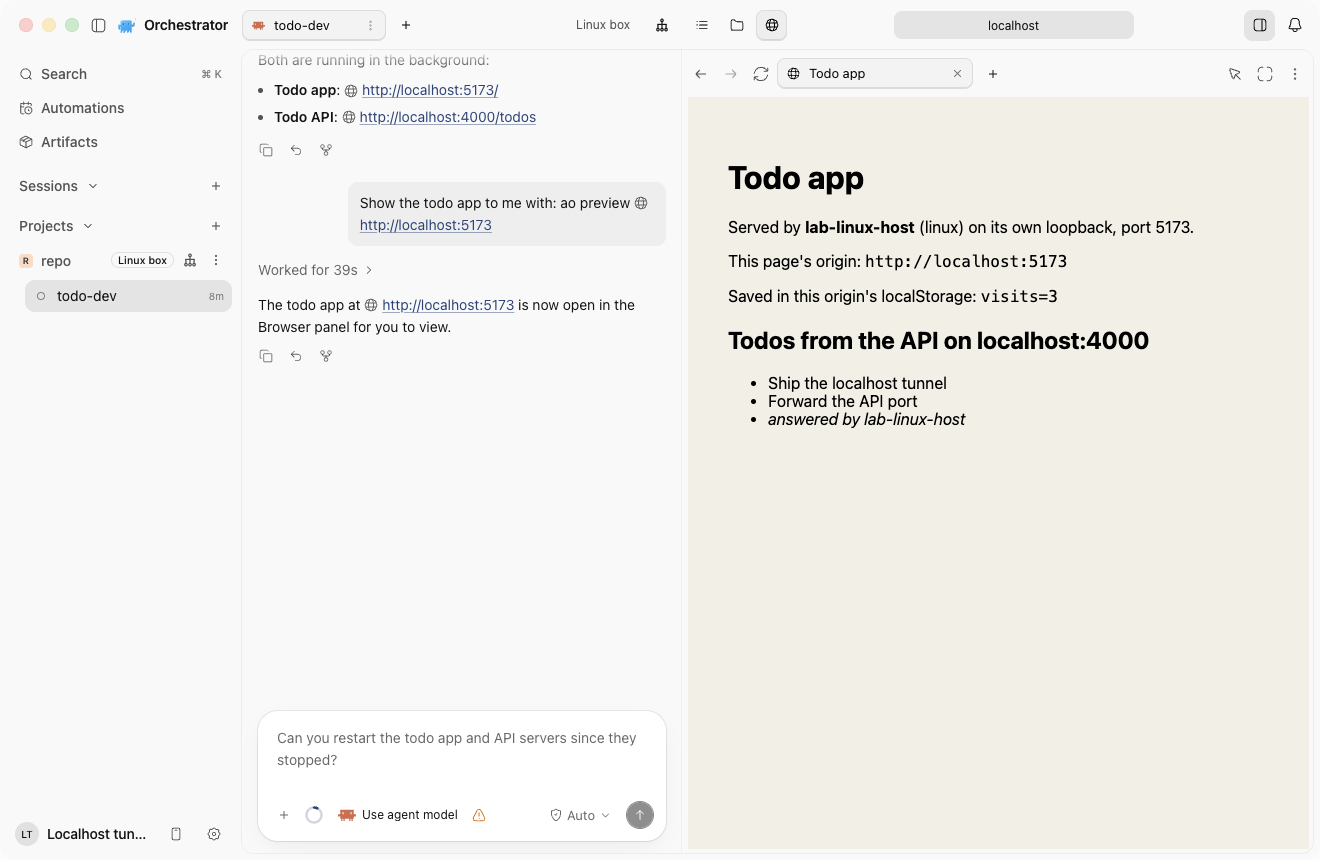 Orchestrator
todo-dev
Linux box
localhost
Search
⌘ K
Automations
Artifacts
Sessions
Projects
R
repo
Linux box
todo-dev
8m
LT
Localhost tun...
Both are running in the background:
• Todo app: http://localhost:5173/
• Todo API: http://localhost:4000/todos
Show the todo app to me with: ao preview
http://localhost:5173
Worked for 39s
The todo app at http://localhost:5173 is now open in the
Browser panel for you to view.
Can you restart the todo app and API servers since they
stopped?
Use agent model
Auto
Todo app
Todo app
Served by lab-linux-host (linux) on its own loopback, port 5173.
This page's origin: http://localhost:5173
Saved in this origin's localStorage: visits=3
Todos from the API on localhost:4000
• Ship the localhost tunnel
• Forward the API port
• answered by lab-linux-host